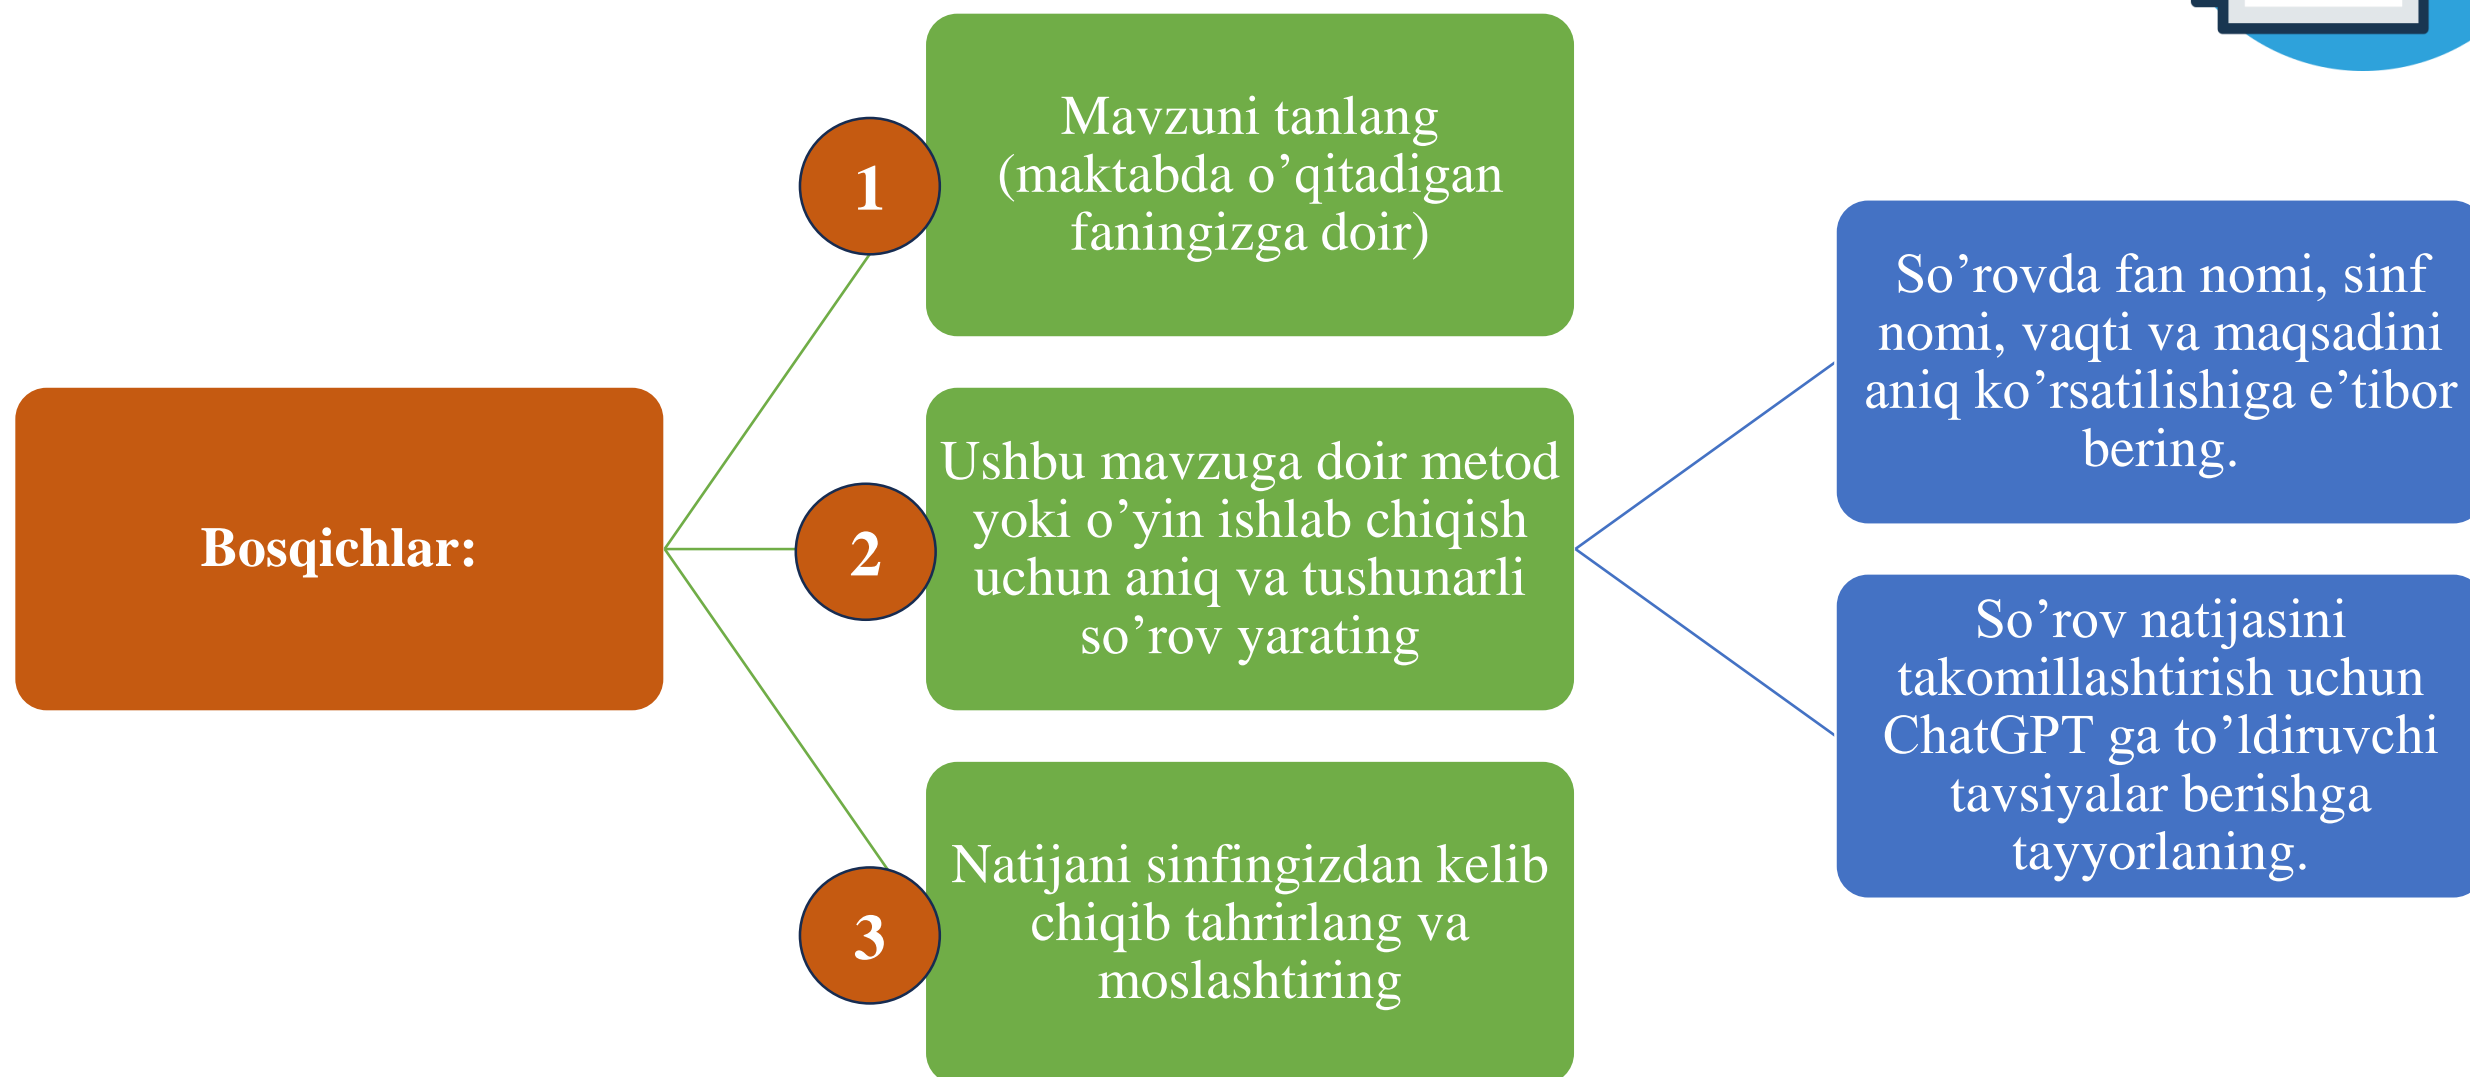 Bosqichlar:
1
Mavzuni tanlang
(maktabda o’qitadigan
faningizga doir)
2
Ushbu mavzuga doir metod
yoki o’yin ishlab chiqish
uchun aniq va tushunarli
so’rov yarating
So’rovda fan nomi, sinf
nomi, vaqti va maqsadini
aniq ko’rsatilishiga e’tibor
bering.
So’rov natijasini
takomillashtirish uchun
ChatGPT ga to’ldiruvchi
tavsiyalar berishga
tayyorlaning.
3
Natijani sinfingizdan kelib
chiqib tahrirlang va
moslashtiring